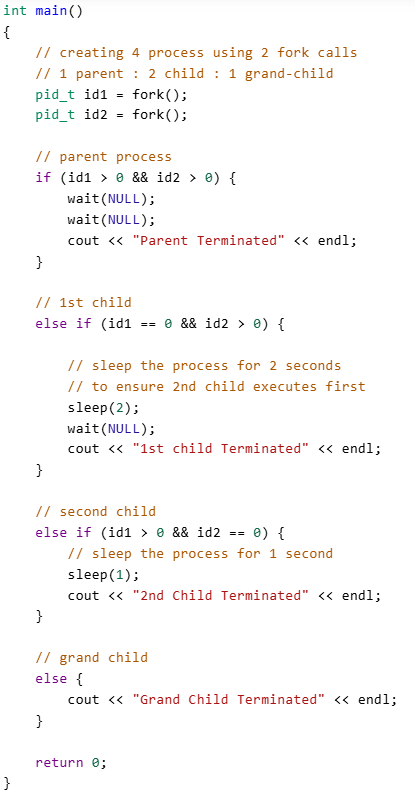 int main()
{
    // creating 4 process using 2 fork calls
    // 1 parent : 2 child : 1 grand-child
    pid_t id1 = fork();
    pid_t id2 = fork();

    // parent process
    if (id1 > 0 && id2 > 0) {
        wait(NULL);
        wait(NULL);
        cout << "Parent Terminated" << endl;
    }

    // 1st child
    else if (id1 == 0 && id2 > 0) {

        // sleep the process for 2 seconds
        // to ensure 2nd child executes first
        sleep(2);
        wait(NULL);
        cout << "1st child Terminated" << endl;
    }

    // second child
    else if (id1 > 0 && id2 == 0) {
        // sleep the process for 1 second
        sleep(1);
        cout << "2nd Child Terminated" << endl;
    }

    // grand child
    else {
        cout << "Grand Child Terminated" << endl;
    }

    return 0;
}